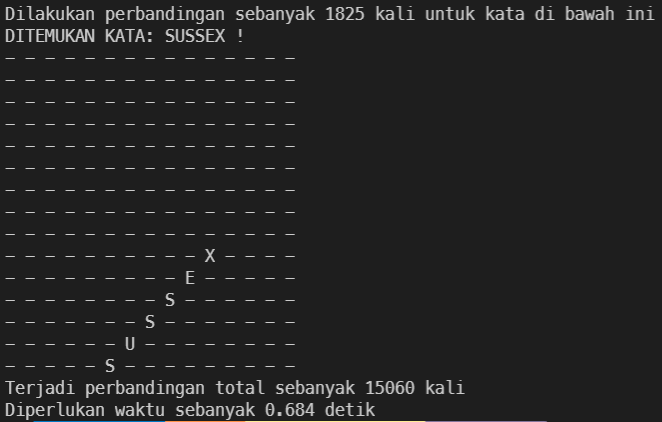 Dilakukan perbandingan sebanyak 1825 kali untuk kata di bawah ini
DITEMUKAN KATA: SUSSEX !
- - - - - - - - - - - - - - -
- - - - - - - - - - - - - - -
- - - - - - - - - - - - - - -
- - - - - - - - - - - - - - -
- - - - - - - - - - - - - - -
- - - - - - - - - - - - - - -
- - - - - - - - - - - - - - -
- - - - - - - - - - - - - - -
- - - - - - - - - - - - - - -
- - - - - - - - - - X - - - -
- - - - - - - - - E - - - - -
- - - - - - - - S - - - - - -
- - - - - - - S - - - - - - -
- - - - - - U - - - - - - - -
- - - - - S - - - - - - - - -
Terjadi perbandingan total sebanyak 15060 kali
Diperlukan waktu sebanyak 0.684 detik